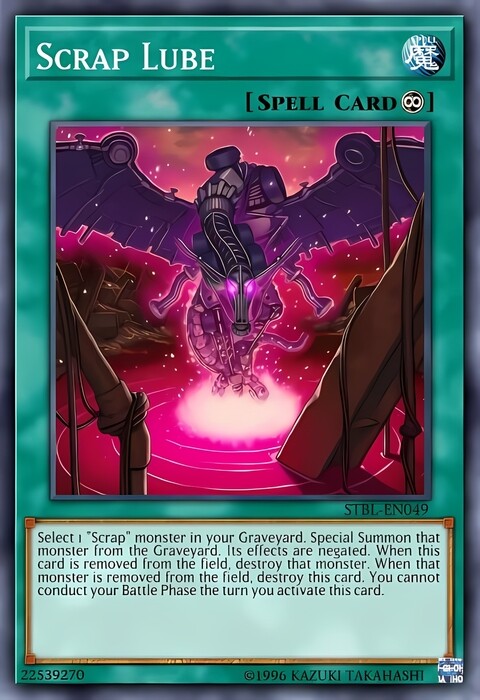 Scrap Lube
魔
[Spell Card♾]
STBL-EN049
Select 1 "Scrap" monster in your Graveyard. Special Summon that
monster from the Graveyard. Its effects are negated. When this
card is removed from the field, destroy that monster. When that
monster is removed from the field, destroy this card. You cannot
conduct your Battle Phase the turn you activate this card.
22539270
©1996 KAZUKI TAKAHASHI